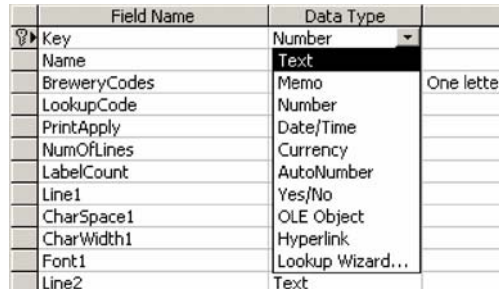 Field Name Data Type
Key Number
Name Text
BreweryCodes Memo One lette
LookupCode Number
PrintApply Date/Time
NumOfLines Currency
LabelCount AutoNumber
Line1 Yes/No
CharSpace1 OLE Object
CharWidth1 Hyperlink
Font1 Lookup Wizard...
Line2 Text